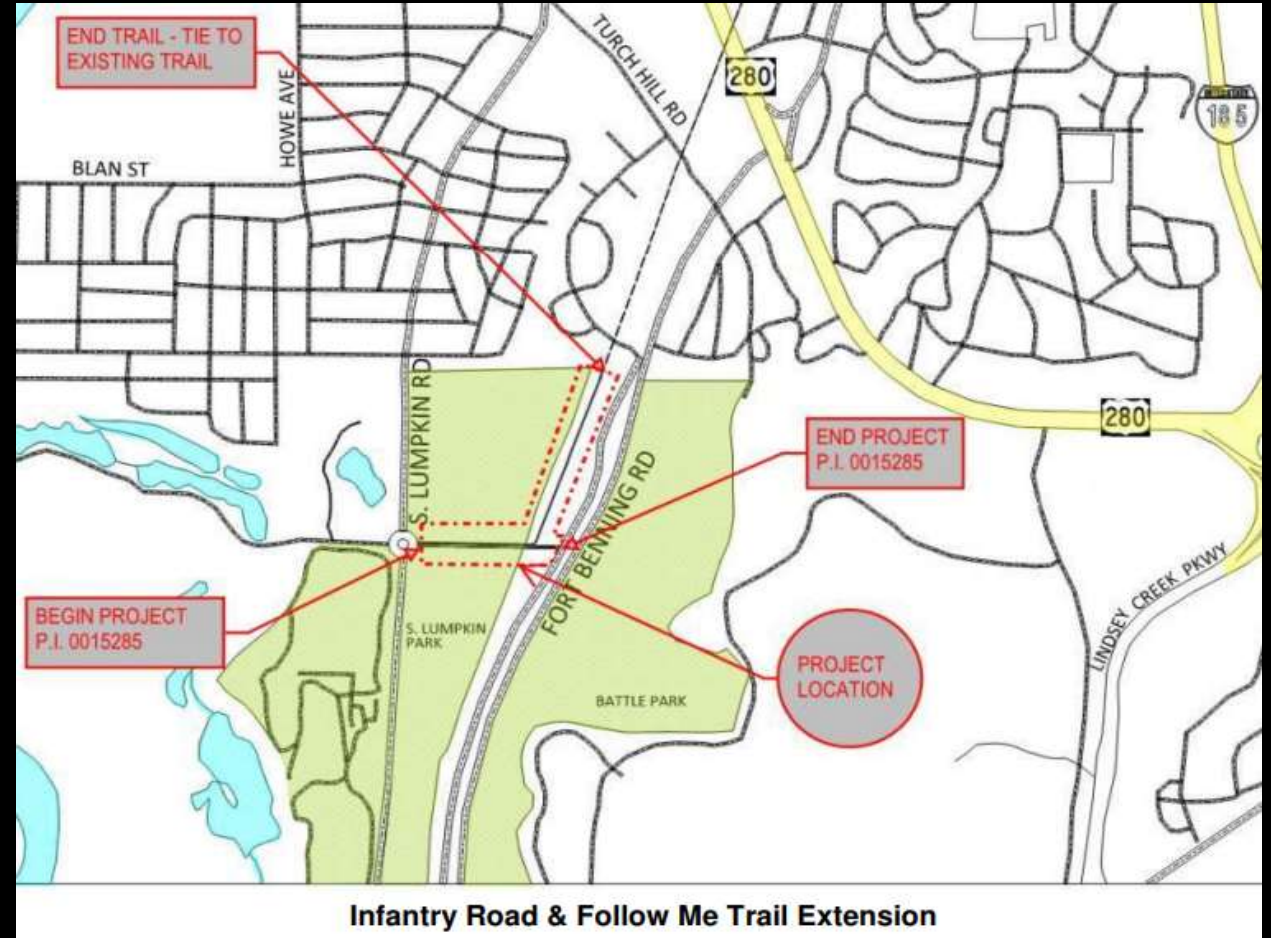 END TRAIL - TIE TO
EXISTING TRAIL
HOWE AVE
TURCH HILL RD
280
185
BLAN ST
S. LUMPKIN RD
280
END PROJECT
P.I. 0015285
FORT BENNING RD
BEGIN PROJECT
P.I. 0015285
S. LUMPKIN
PARK
PROJECT
LOCATION
LINDSEY CREEK PKWY
BATTLE PARK
Infantry Road & Follow Me Trail Extension